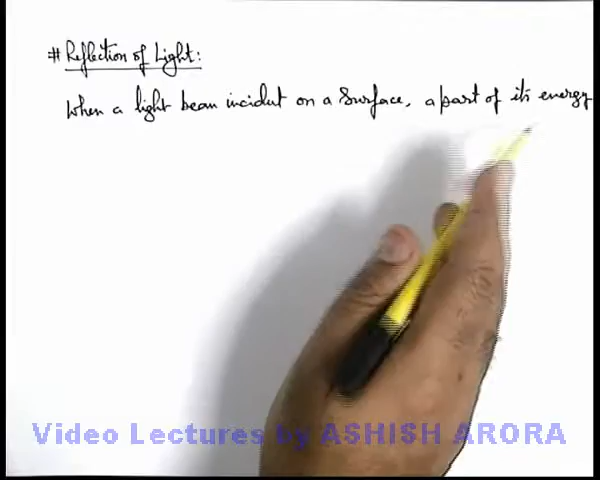 # Reflection of Light:
When a light beam incident on a surface, a part of its energy
Video Lectures by ASHISH ARORA